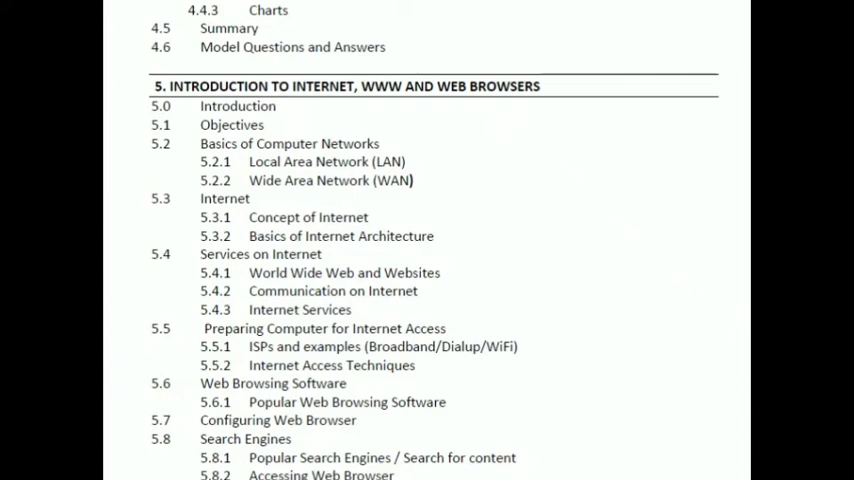 4.4.3 Charts
4.5 Summary
4.6 Model Questions and Answers
5. INTRODUCTION TO INTERNET, WWW AND WEB BROWSERS
5.0 Introduction
5.1 Objectives
5.2 Basics of Computer Networks
5.2.1 Local Area Network (LAN)
5.2.2 Wide Area Network (WAN)
5.3 Internet
5.3.1 Concept of Internet
5.3.2 Basics of Internet Architecture
5.4 Services on Internet
5.4.1 World Wide Web and Websites
5.4.2 Communication on Internet
5.4.3 Internet Services
5.5 Preparing Computer for Internet Access
5.5.1 ISPs and examples (Broadband/Dialup/WiFi)
5.5.2 Internet Access Techniques
5.6 Web Browsing Software
5.6.1 Popular Web Browsing Software
5.7 Configuring Web Browser
5.8 Search Engines
5.8.1 Popular Search Engines / Search for content
5.8.2 Accessing Web Browser